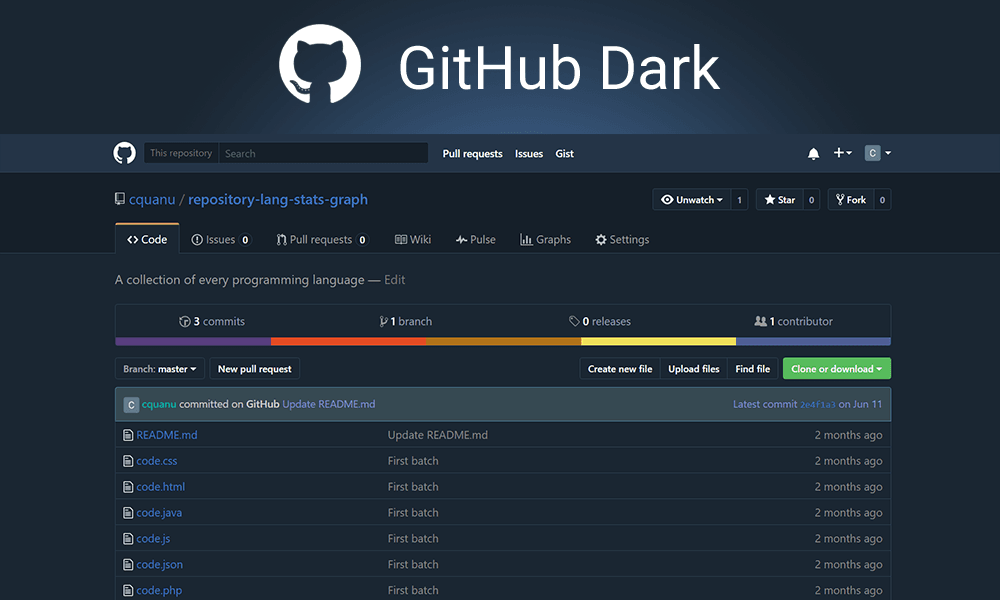 GitHub Dark
This repository Search Pull requests Issues Gist C
cquanu / repository-lang-stats-graph Unwatch 1 Star 0 Fork 0
Code Issues 0 Pull requests 0 Wiki Pulse Graphs Settings
A collection of every programming language — Edit
3 commits 1 branch 0 releases 1 contributor
Branch: master New pull request Create new file Upload files Find file Clone or download
C cquanu committed on GitHub Update README.md Latest commit 2e4f1a3 on Jun 11
README.md Update README.md 2 months ago
code.css First batch 2 months ago
code.html First batch 2 months ago
code.java First batch 2 months ago
code.js First batch 2 months ago
code.json First batch 2 months ago
code.php First batch 2 months ago